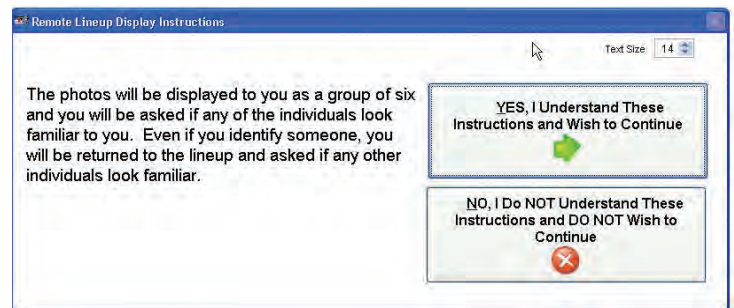 Remote Lineup Display Instructions
Text Size 14
The photos will be displayed to you as a group of six
and you will be asked if any of the individuals look
familiar to you. Even if you identify someone, you
will be returned to the lineup and asked if any other
individuals look familiar.
YES, I Understand These
Instructions and Wish to Continue
NO, I Do NOT Understand These
Instructions and DO NOT Wish to
Continue